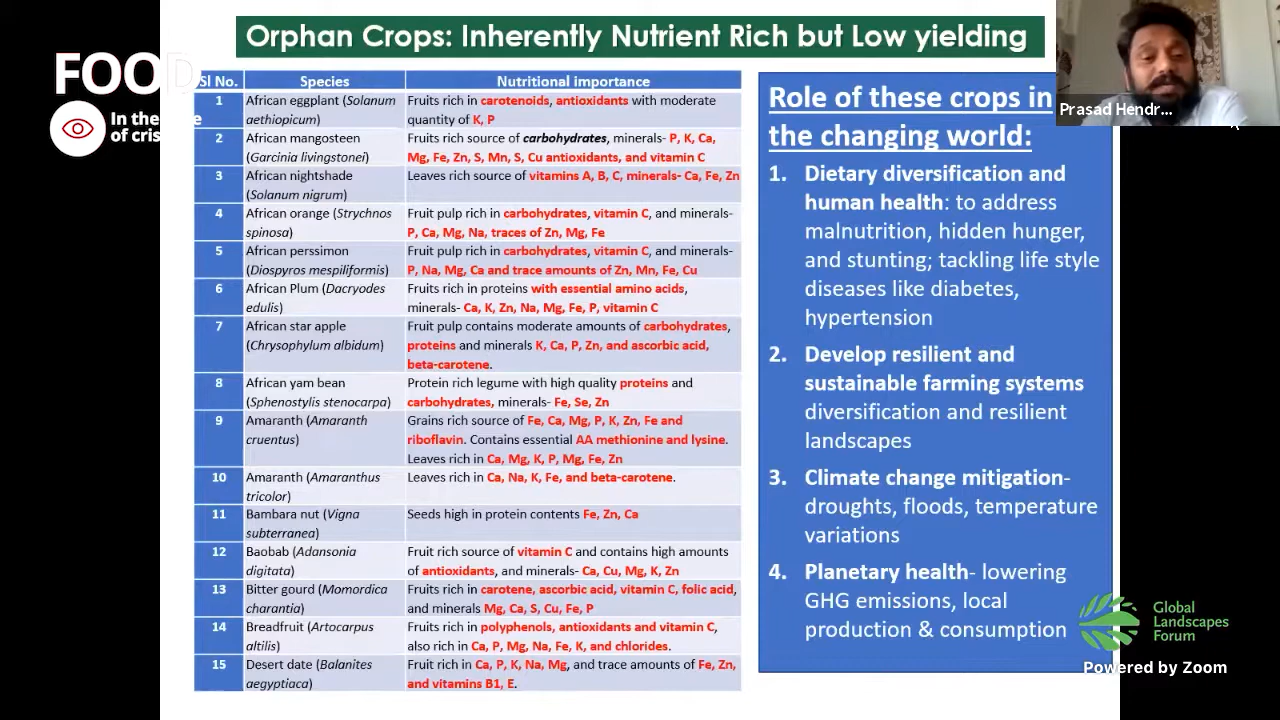 Orphan Crops: Inherently Nutrient Rich but Low yielding
FOOD
In the
of cris
Sl No. Species Nutritional importance
1 African eggplant (Solanum aethiopicum) Fruits rich in carotenoids, antioxidants with moderate quantity of K, P
2 African mangosteen (Garcinia livingstonei) Fruits rich source of carbohydrates, minerals- P, K, Ca, Mg, Fe, Zn, S, Mn, S, Cu antioxidants, and vitamin C
3 African nightshade (Solanum nigrum) Leaves rich source of vitamins A, B, C, minerals- Ca, Fe, Zn
4 African orange (Strychnos spinosa) Fruit pulp rich in carbohydrates, vitamin C, and minerals- P, Ca, Mg, Na, traces of Zn, Mg, Fe
5 African perssimon (Diospyros mespiliformis) Fruit pulp rich in carbohydrates, vitamin C, and minerals- P, Na, Mg, Ca and trace amounts of Zn, Mn, Fe, Cu
6 African Plum (Dacryodes edulis) Fruits rich in proteins with essential amino acids, minerals- Ca, K, Zn, Na, Mg, Fe, P, vitamin C
7 African star apple (Chrysophylum albidum) Fruit pulp contains moderate amounts of carbohydrates, proteins and minerals K, Ca, P, Zn, and ascorbic acid, beta-carotene.
8 African yam bean (Sphenostylis stenocarpa) Protein rich legume with high quality proteins and carbohydrates, minerals- Fe, Se, Zn
9 Amaranth (Amaranth cruentus) Grains rich source of Fe, Ca, Mg, P, K, Zn, Fe and riboflavin. Contains essential AA methionine and lysine. Leaves rich in Ca, Mg, K, P, Mg, Fe, Zn
10 Amaranth (Amaranthus tricolor) Leaves rich in Ca, Na, K, Fe, and beta-carotene.
11 Bambara nut (Vigna subterranea) Seeds high in protein contents Fe, Zn, Ca
12 Baobab (Adansonia digitata) Fruit rich source of vitamin C and contains high amounts of antioxidants, and minerals- Ca, Cu, Mg, K, Zn
13 Bitter gourd (Momordica charantia) Fruits rich in carotene, ascorbic acid, vitamin C, folic acid, and minerals Mg, Ca, S, Cu, Fe, P
14 Breadfruit (Artocarpus altilis) Fruits rich in polyphenols, antioxidants and vitamin C, also rich in Ca, P, Mg, Na, Fe, K, and chlorides.
15 Desert date (Balanites aegyptiaca) Fruit rich in Ca, P, K, Na, Mg, and trace amounts of Fe, Zn, and vitamins B1, E.
Role of these crops in
the changing world:
1. Dietary diversification and
human health: to address
malnutrition, hidden hunger,
and stunting; tackling life style
diseases like diabetes,
hypertension
2. Develop resilient and
sustainable farming systems
diversification and resilient
landscapes
3. Climate change mitigation-
droughts, floods, temperature
variations
4. Planetary health- lowering
GHG emissions, local
production & consumption
Prasad Hendr...
Global
Landscapes
Forum
Powered by Zoom